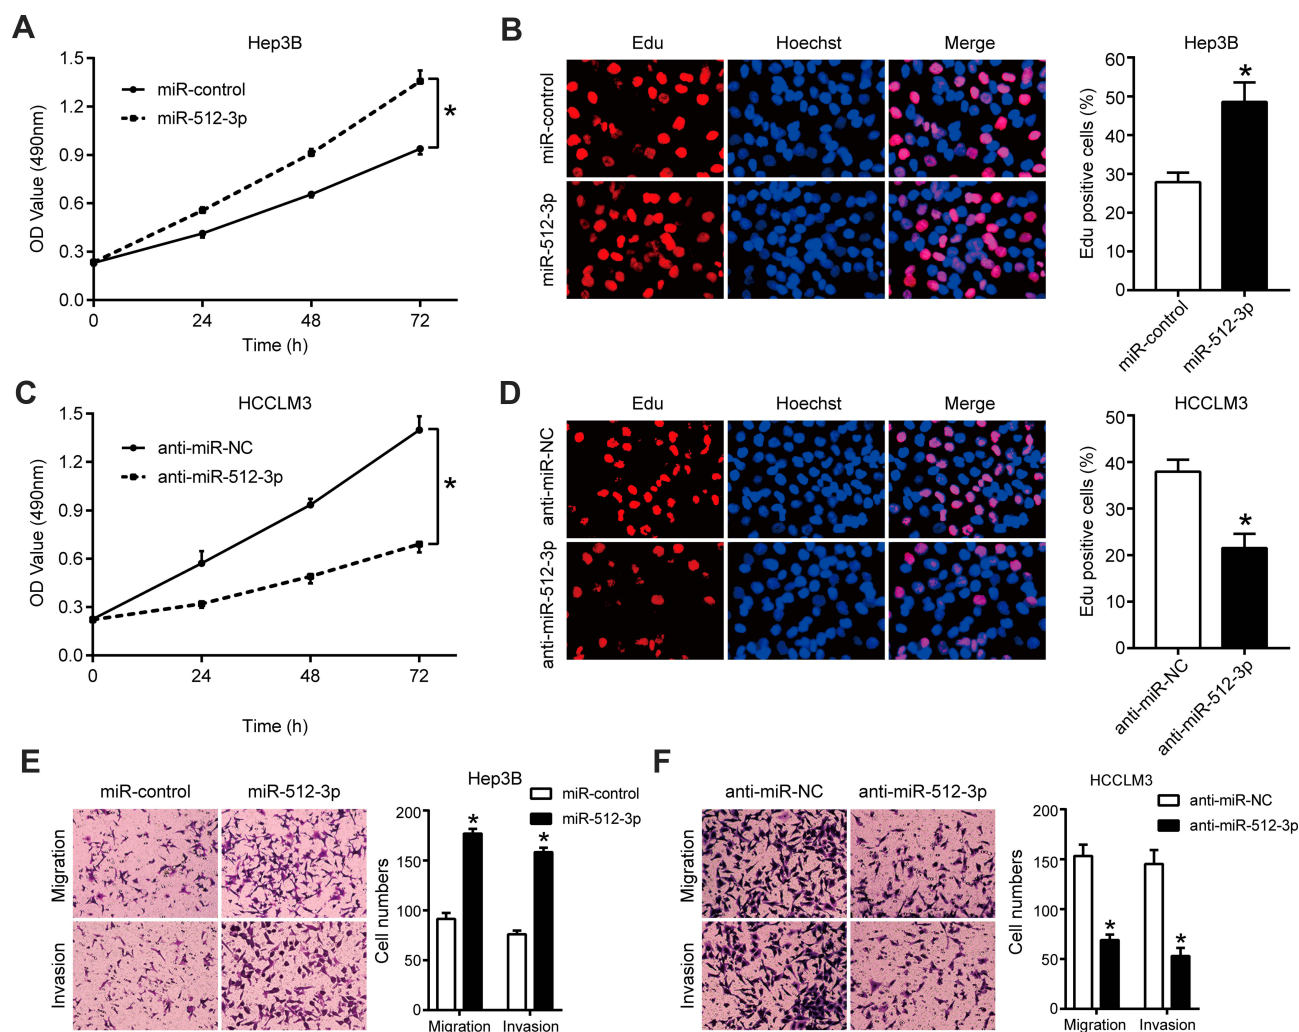 A
Hep3B
OD Value (490nm)
1.5
1.2
0.9
0.6
0.3
0.0
miR-control
miR-512-3p
*
0 24 48 72
Time (h)
B
Edu Hoechst Merge
miR-control
miR-512-3p
Hep3B
Edu positive cells (%)
60
50
40
30
20
10
0
*
miR-control
miR-512-3p
C
HCCLM3
OD Value (490nm)
1.5
1.2
0.9
0.6
0.3
0.0
anti-miR-NC
anti-miR-512-3p
*
0 24 48 72
Time (h)
D
Edu Hoechst Merge
anti-miR-NC
anti-miR-512-3p
HCCLM3
Edu positive cells (%)
50
40
30
20
10
0
*
anti-miR-NC
anti-miR-512-3p
E
miR-control miR-512-3p
Migration
Invasion
Hep3B
miR-control
miR-512-3p
Cell numbers
200
150
100
50
0
* *
Migration Invasion
F
anti-miR-NC anti-miR-512-3p
Migration
Invasion
HCCLM3
anti-miR-NC
anti-miR-512-3p
Cell numbers
200
150
100
50
0
* *
Migration Invasion